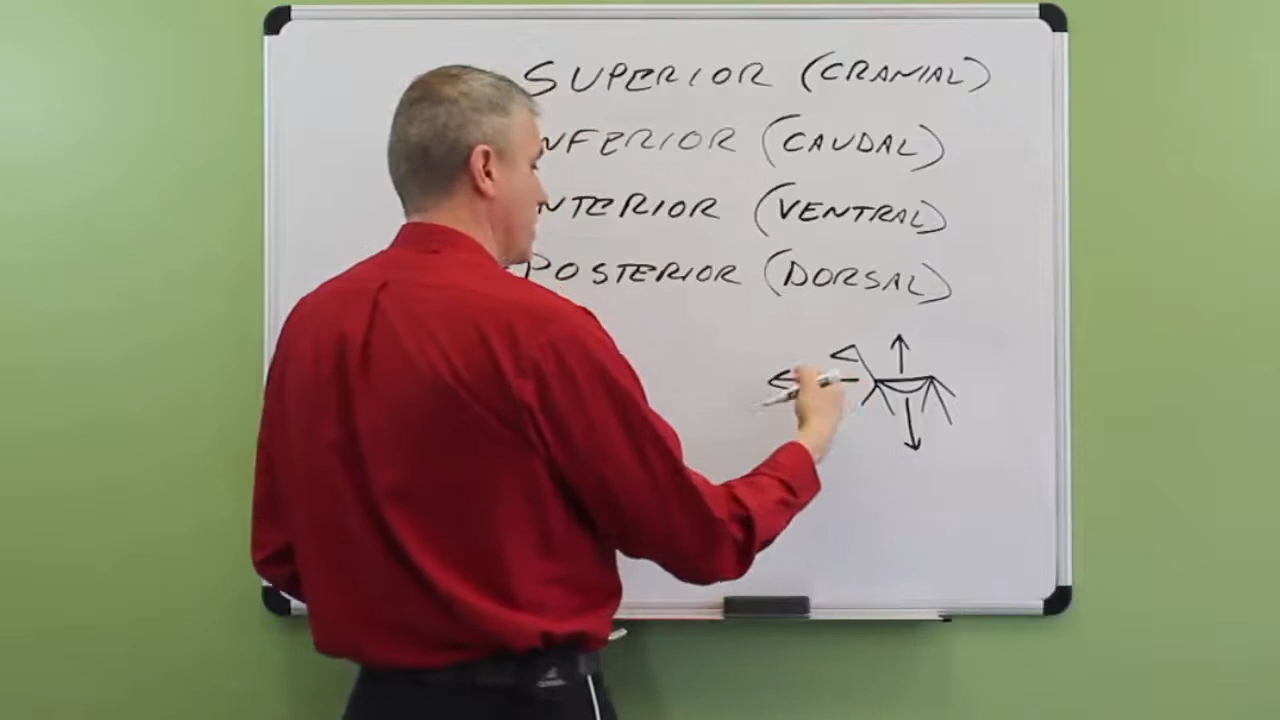 SUPERIOR (CRANIAL)
NFERIOR (CAUDAL)
NTERIOR (VENTRAL)
POSTERIOR (DORSAL)